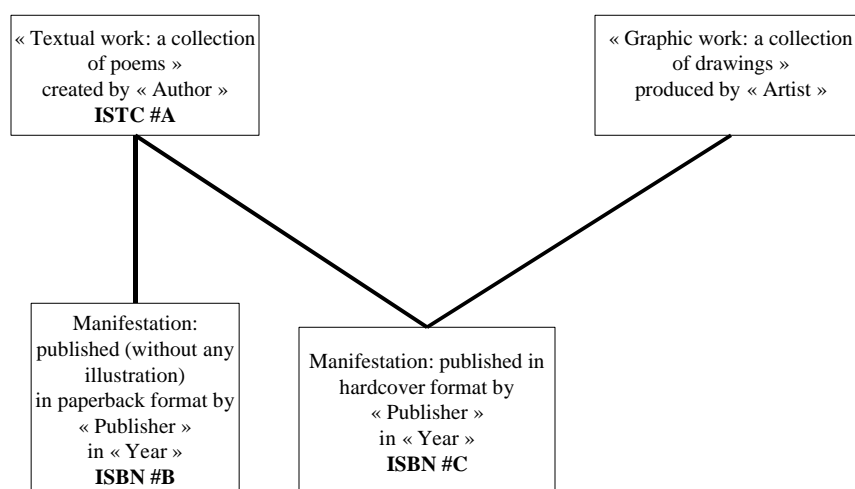 « Textual work: a collection
of poems »
created by « Author »
ISTC #A
« Graphic work: a collection
of drawings »
produced by « Artist »
Manifestation:
published (without any
illustration)
in paperback format by
« Publisher »
in « Year »
ISBN #B
Manifestation: published in
hardcover format by
« Publisher »
in « Year »
ISBN #C